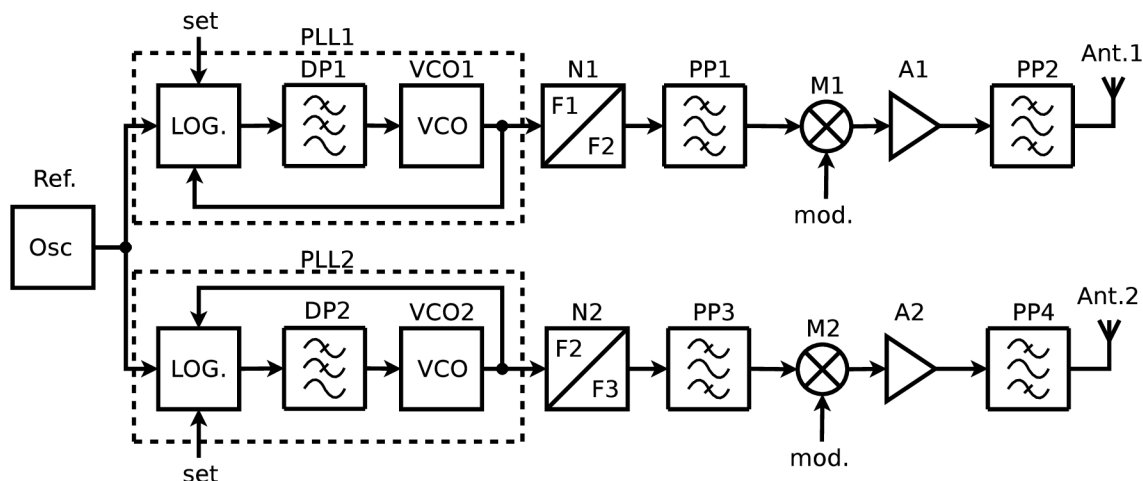 set
PLL1
DP1
VCO1
N1
PP1
M1
A1
PP2
Ant.1
LOG.
VCO
F1
F2
mod.
Ref.
Osc
PLL2
DP2
VCO2
N2
PP3
M2
A2
PP4
Ant.2
LOG.
VCO
F2
F3
mod.
set